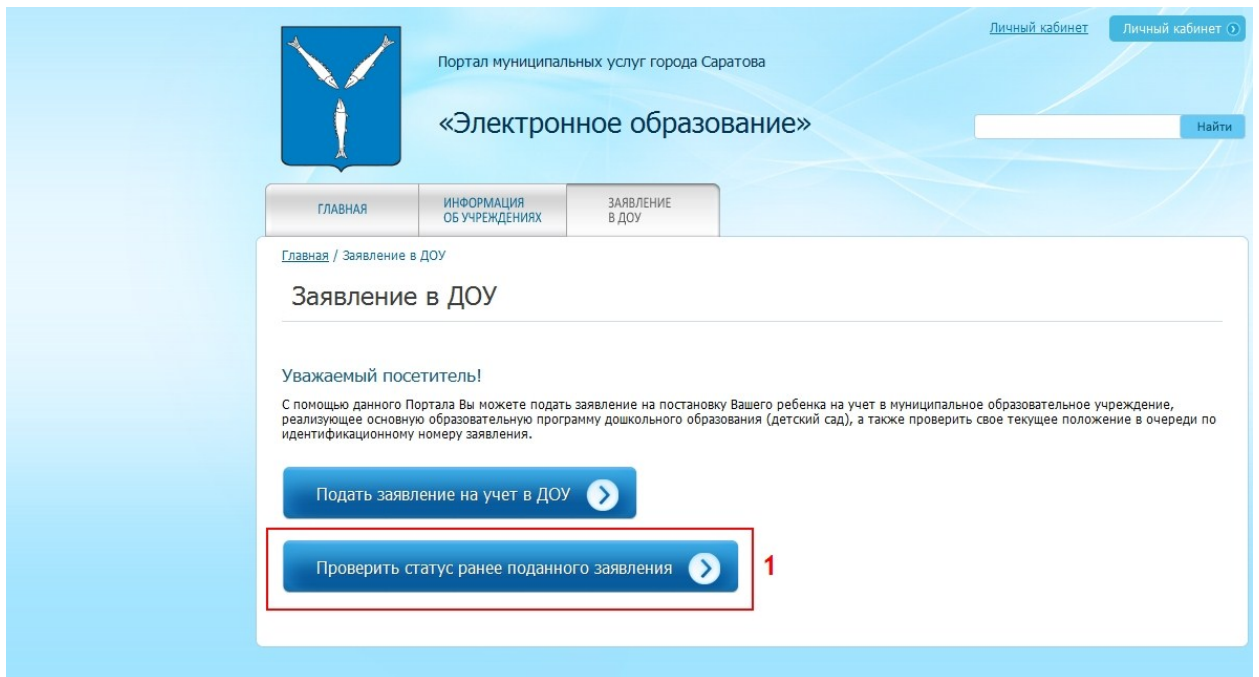 Личный кабинет
Личный кабинет
Портал муниципальных услуг города Саратова
«Электронное образование»
Найти
ГЛАВНАЯ
ИНФОРМАЦИЯ
ОБ УЧРЕЖДЕНИЯХ
ЗАЯВЛЕНИЕ
В ДОУ
Главная / Заявление в ДОУ
Заявление в ДОУ
Уважаемый посетитель!
С помощью данного Портала Вы можете подать заявление на постановку Вашего ребенка на учет в муниципальное образовательное учреждение,
реализующее основную образовательную программу дошкольного образования (детский сад), а также проверить свое текущее положение в очереди по
идентификационному номеру заявления.
Подать заявление на учет в ДОУ
Проверить статус ранее поданного заявления
1